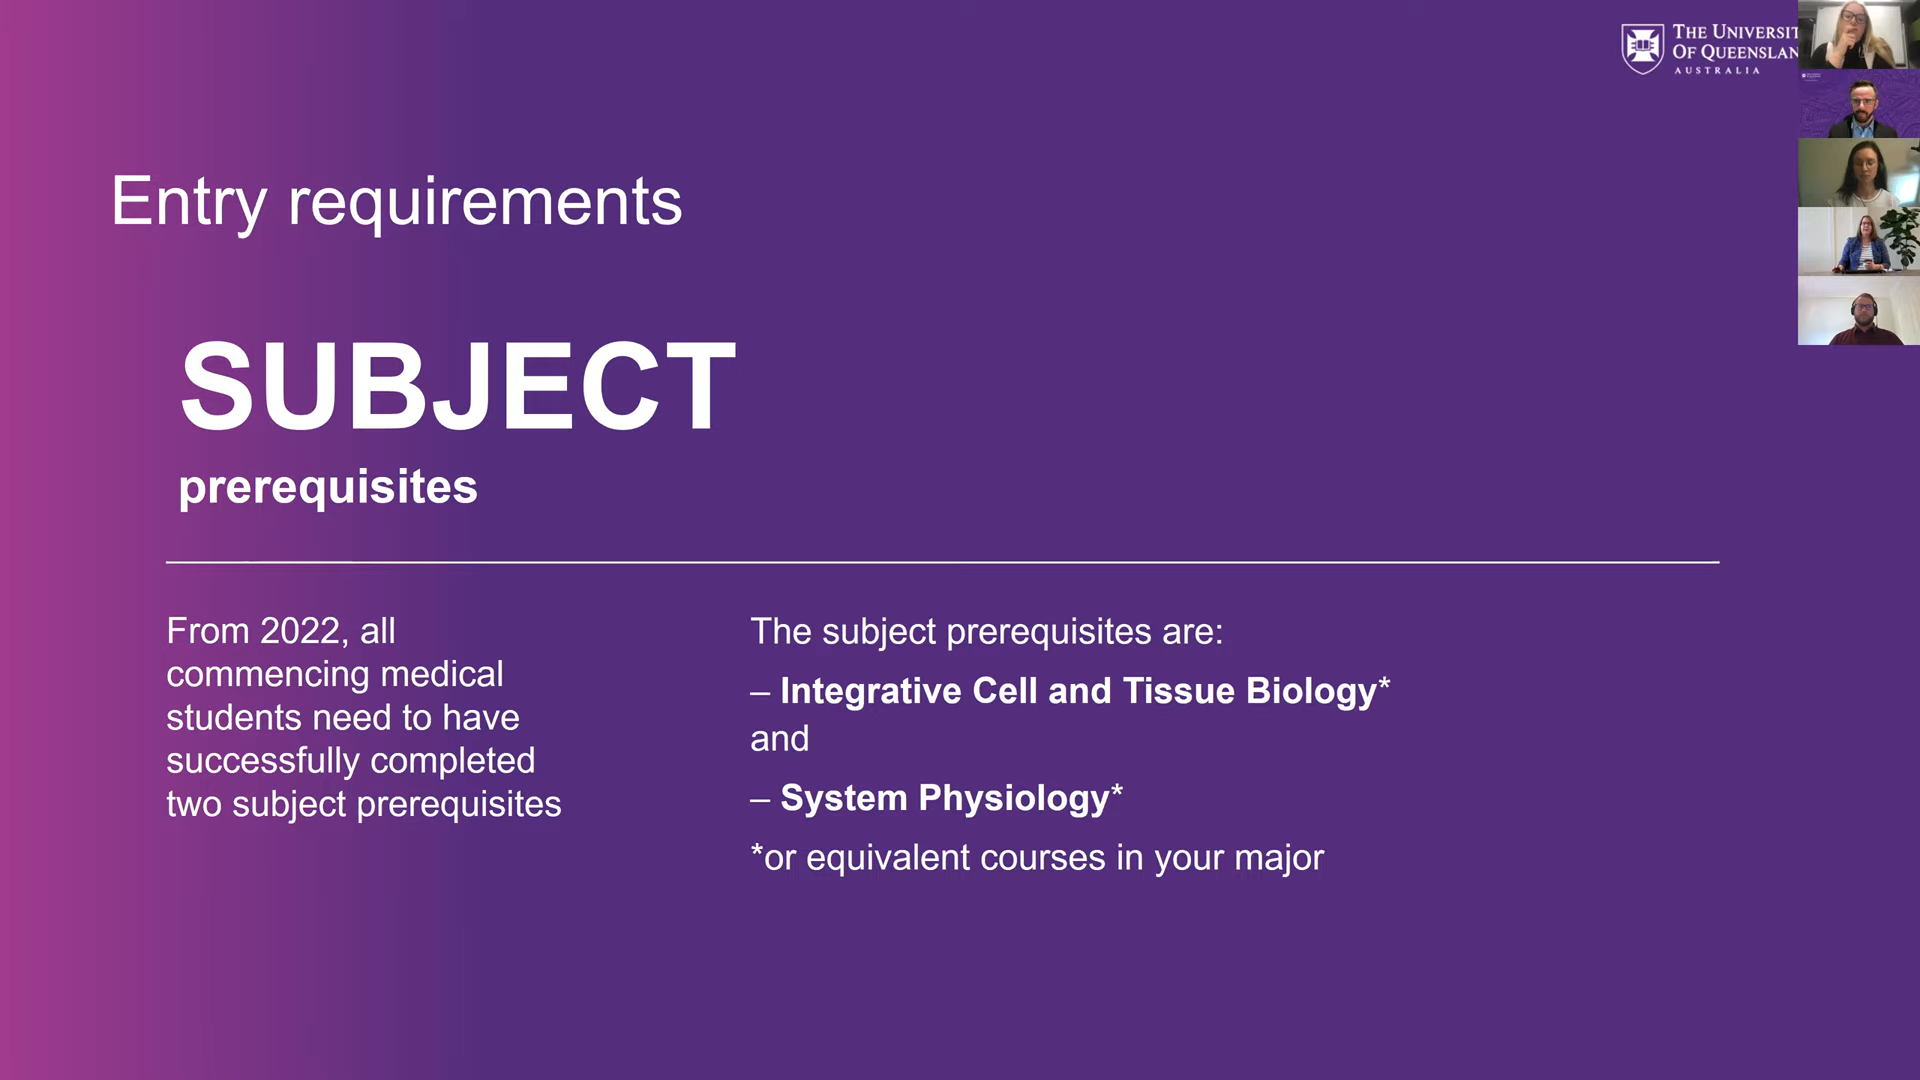 THE UNIVERSIT
OF QUEENSLAN
AUSTRALIA
Entry requirements
SUBJECT
prerequisites
From 2022, all
commencing medical
students need to have
successfully completed
two subject prerequisites
The subject prerequisites are:
– Integrative Cell and Tissue Biology*
and
– System Physiology*
*or equivalent courses in your major